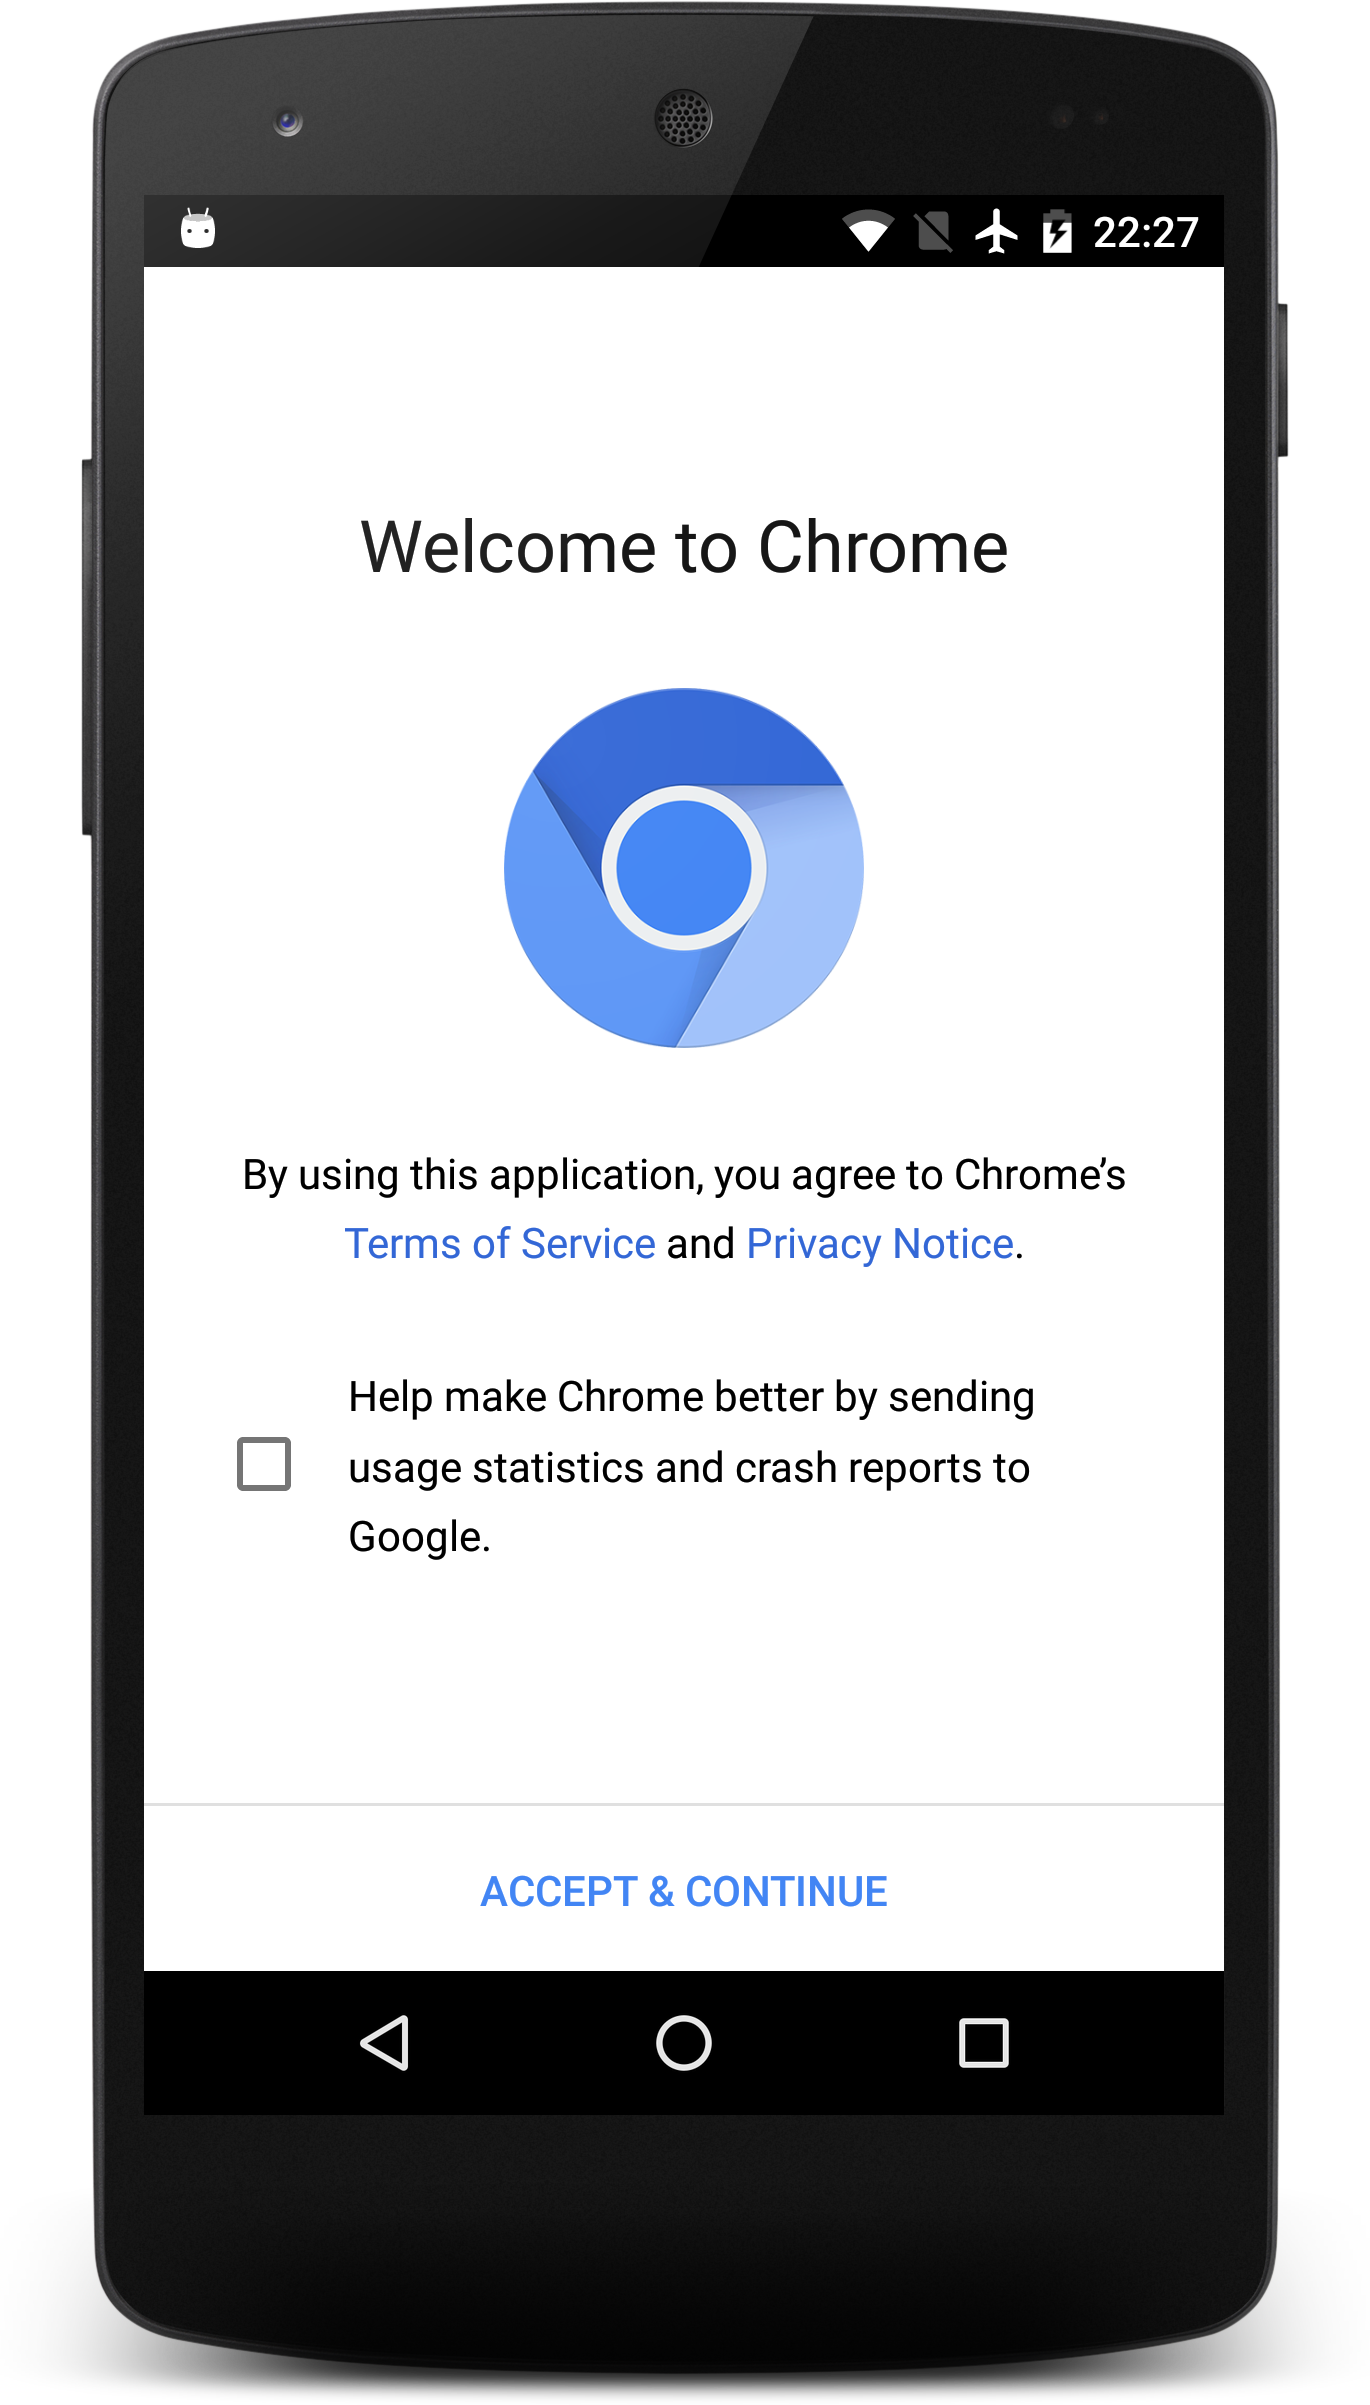 22:27
Welcome to Chrome
By using this application, you agree to Chrome’s
Terms of Service and Privacy Notice.
Help make Chrome better by sending
usage statistics and crash reports to
Google.
ACCEPT & CONTINUE